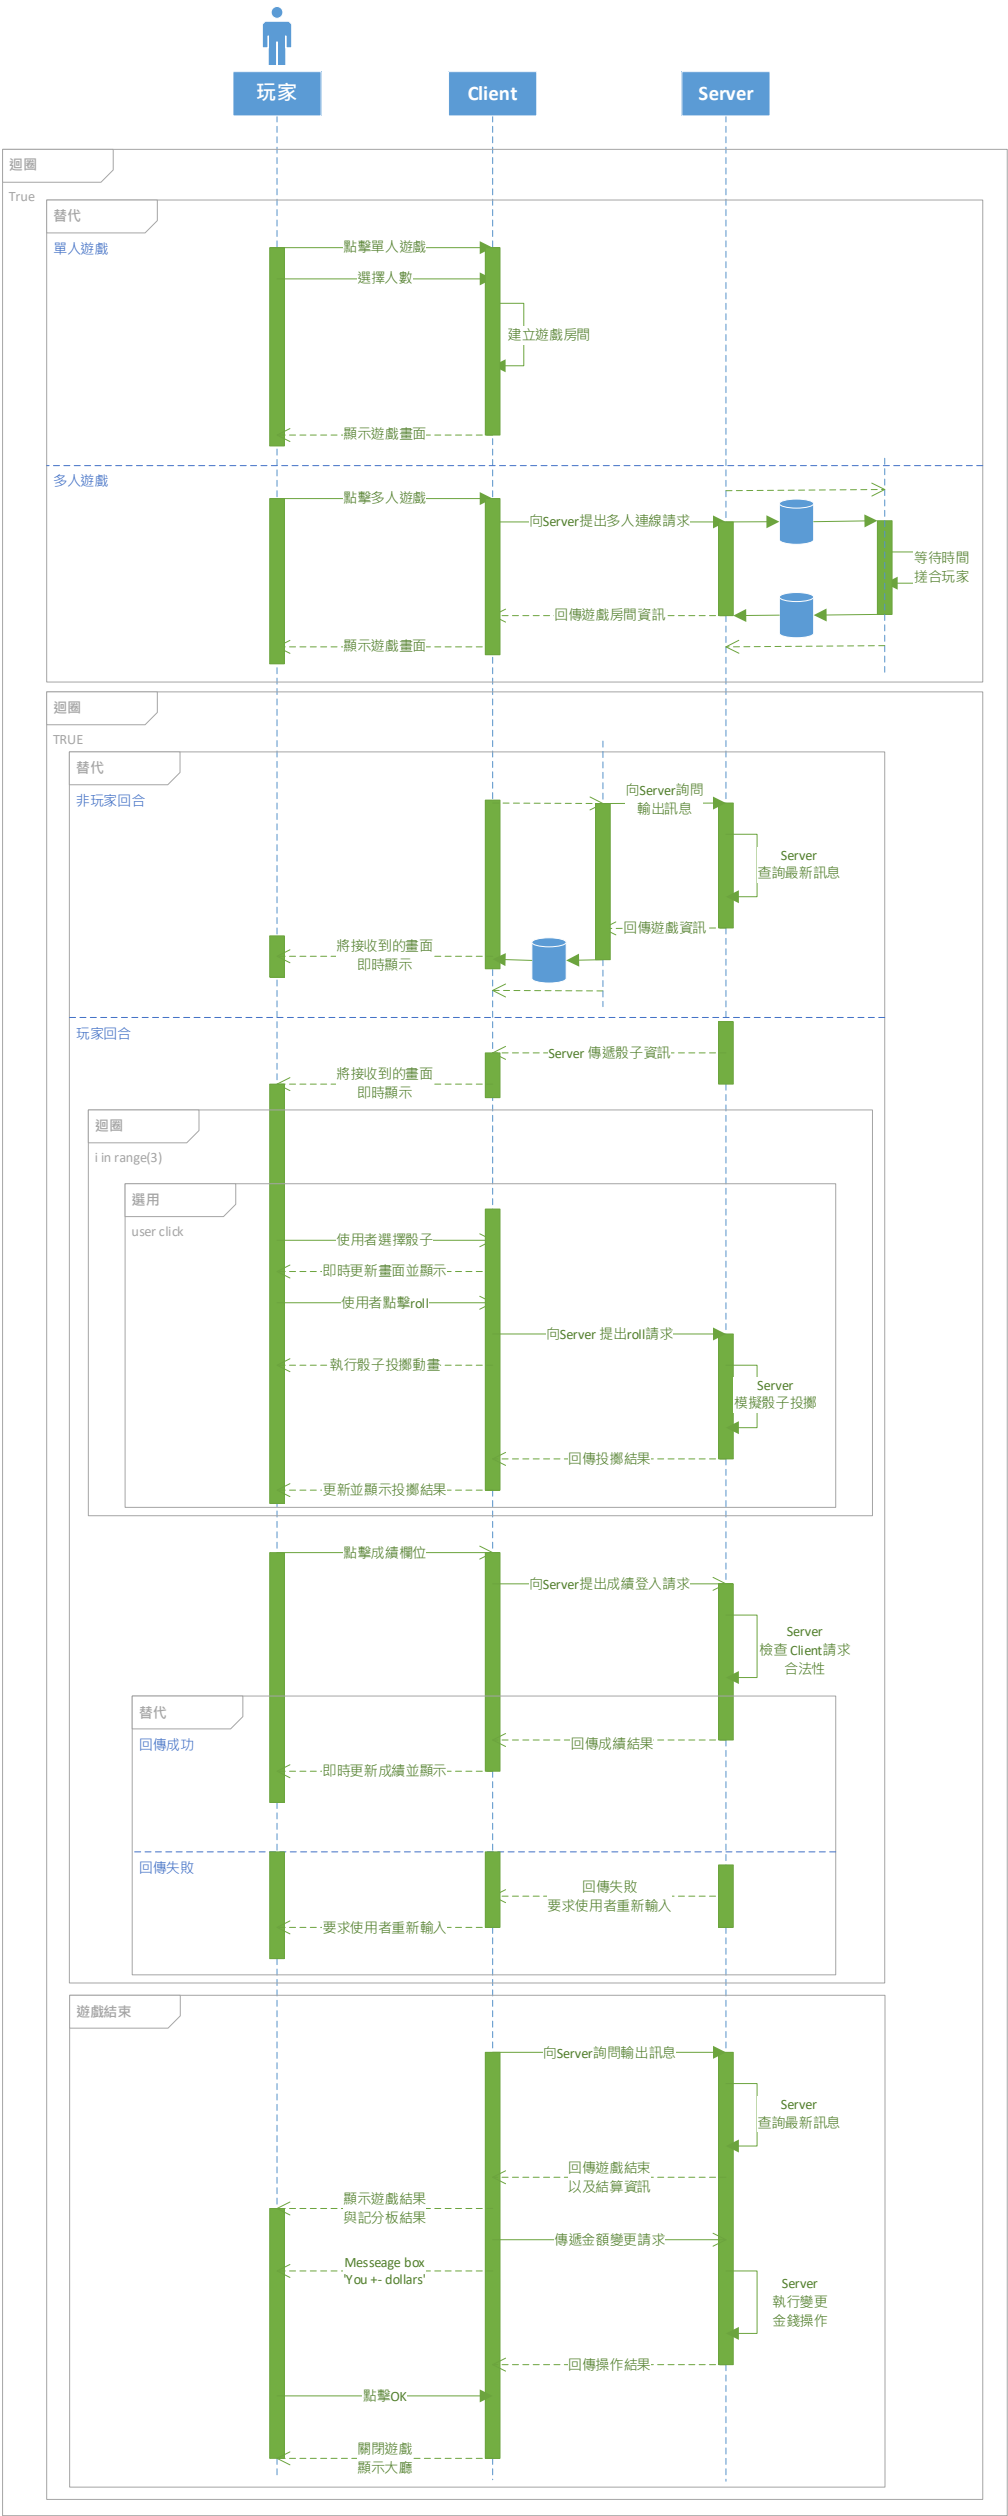 玩家
Client
Server
迴圈
True
替代
單人遊戲
點擊單人遊戲
選擇人數
建立遊戲房間
顯示遊戲畫面
多人遊戲
點擊多人遊戲
向Server提出多人連線請求
等待時間
搓合玩家
回傳遊戲房間資訊
顯示遊戲畫面
迴圈
TRUE
替代
非玩家回合
向Server詢問
輸出訊息
Server
查詢最新訊息
回傳遊戲資訊
將接收到的畫面
即時顯示
玩家回合
Server 傳遞骰子資訊
將接收到的畫面
即時顯示
迴圈
i in range(3)
選用
user click
使用者選擇骰子
即時更新畫面並顯示
使用者點擊roll
向Server 提出roll請求
執行骰子投擲動畫
Server
模擬骰子投擲
回傳投擲結果
更新並顯示投擲結果
點擊成績欄位
向Server提出成績登入請求
Server
檢查 Client請求
合法性
替代
回傳成功
回傳成績結果
即時更新成績並顯示
回傳失敗
回傳失敗
要求使用者重新輸入
要求使用者重新輸入
遊戲結束
向Server詢問輸出訊息
Server
查詢最新訊息
回傳遊戲結束
以及結算資訊
顯示遊戲結果
與記分板結果
傳遞金額變更請求
Messeage box
'You +- dollars'
Server
執行變更
金錢操作
回傳操作結果
點擊OK
關閉遊戲
顯示大廳